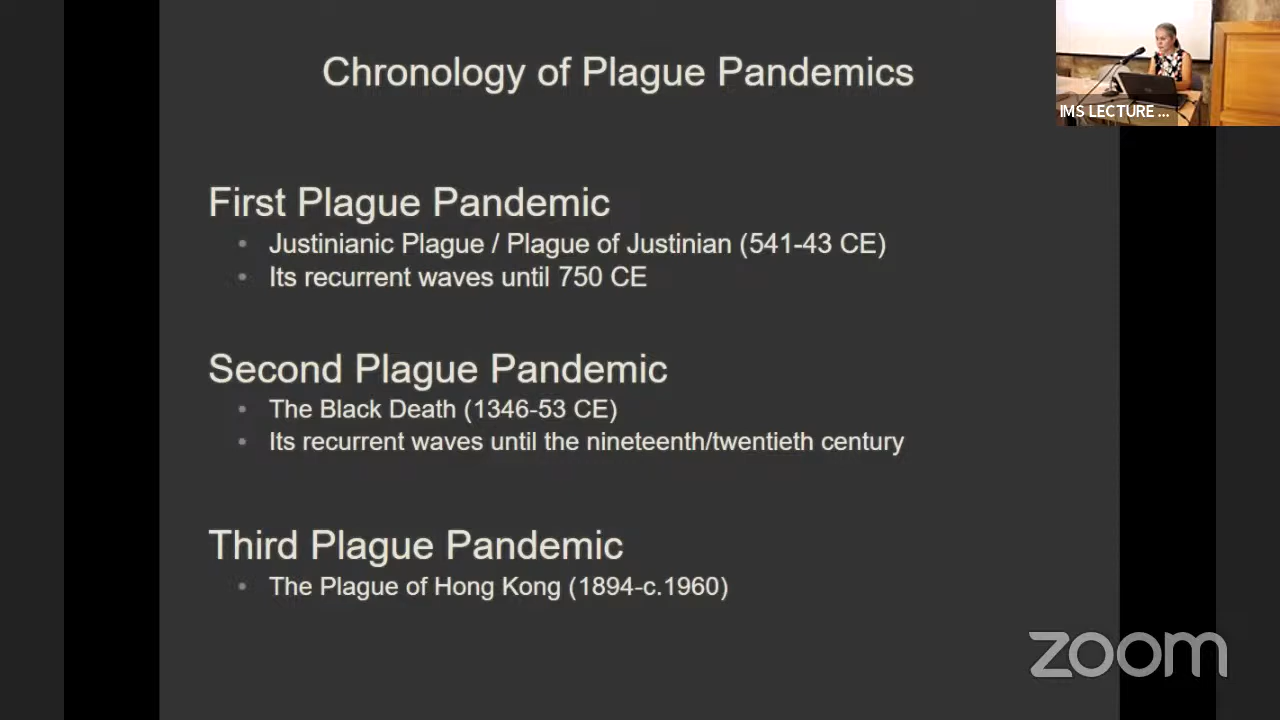 Chronology of Plague Pandemics
IMS LECTURE ...
First Plague Pandemic
• Justinianic Plague / Plague of Justinian (541-43 CE)
• Its recurrent waves until 750 CE
Second Plague Pandemic
• The Black Death (1346-53 CE)
• Its recurrent waves until the nineteenth/twentieth century
Third Plague Pandemic
• The Plague of Hong Kong (1894-c.1960)
zoom